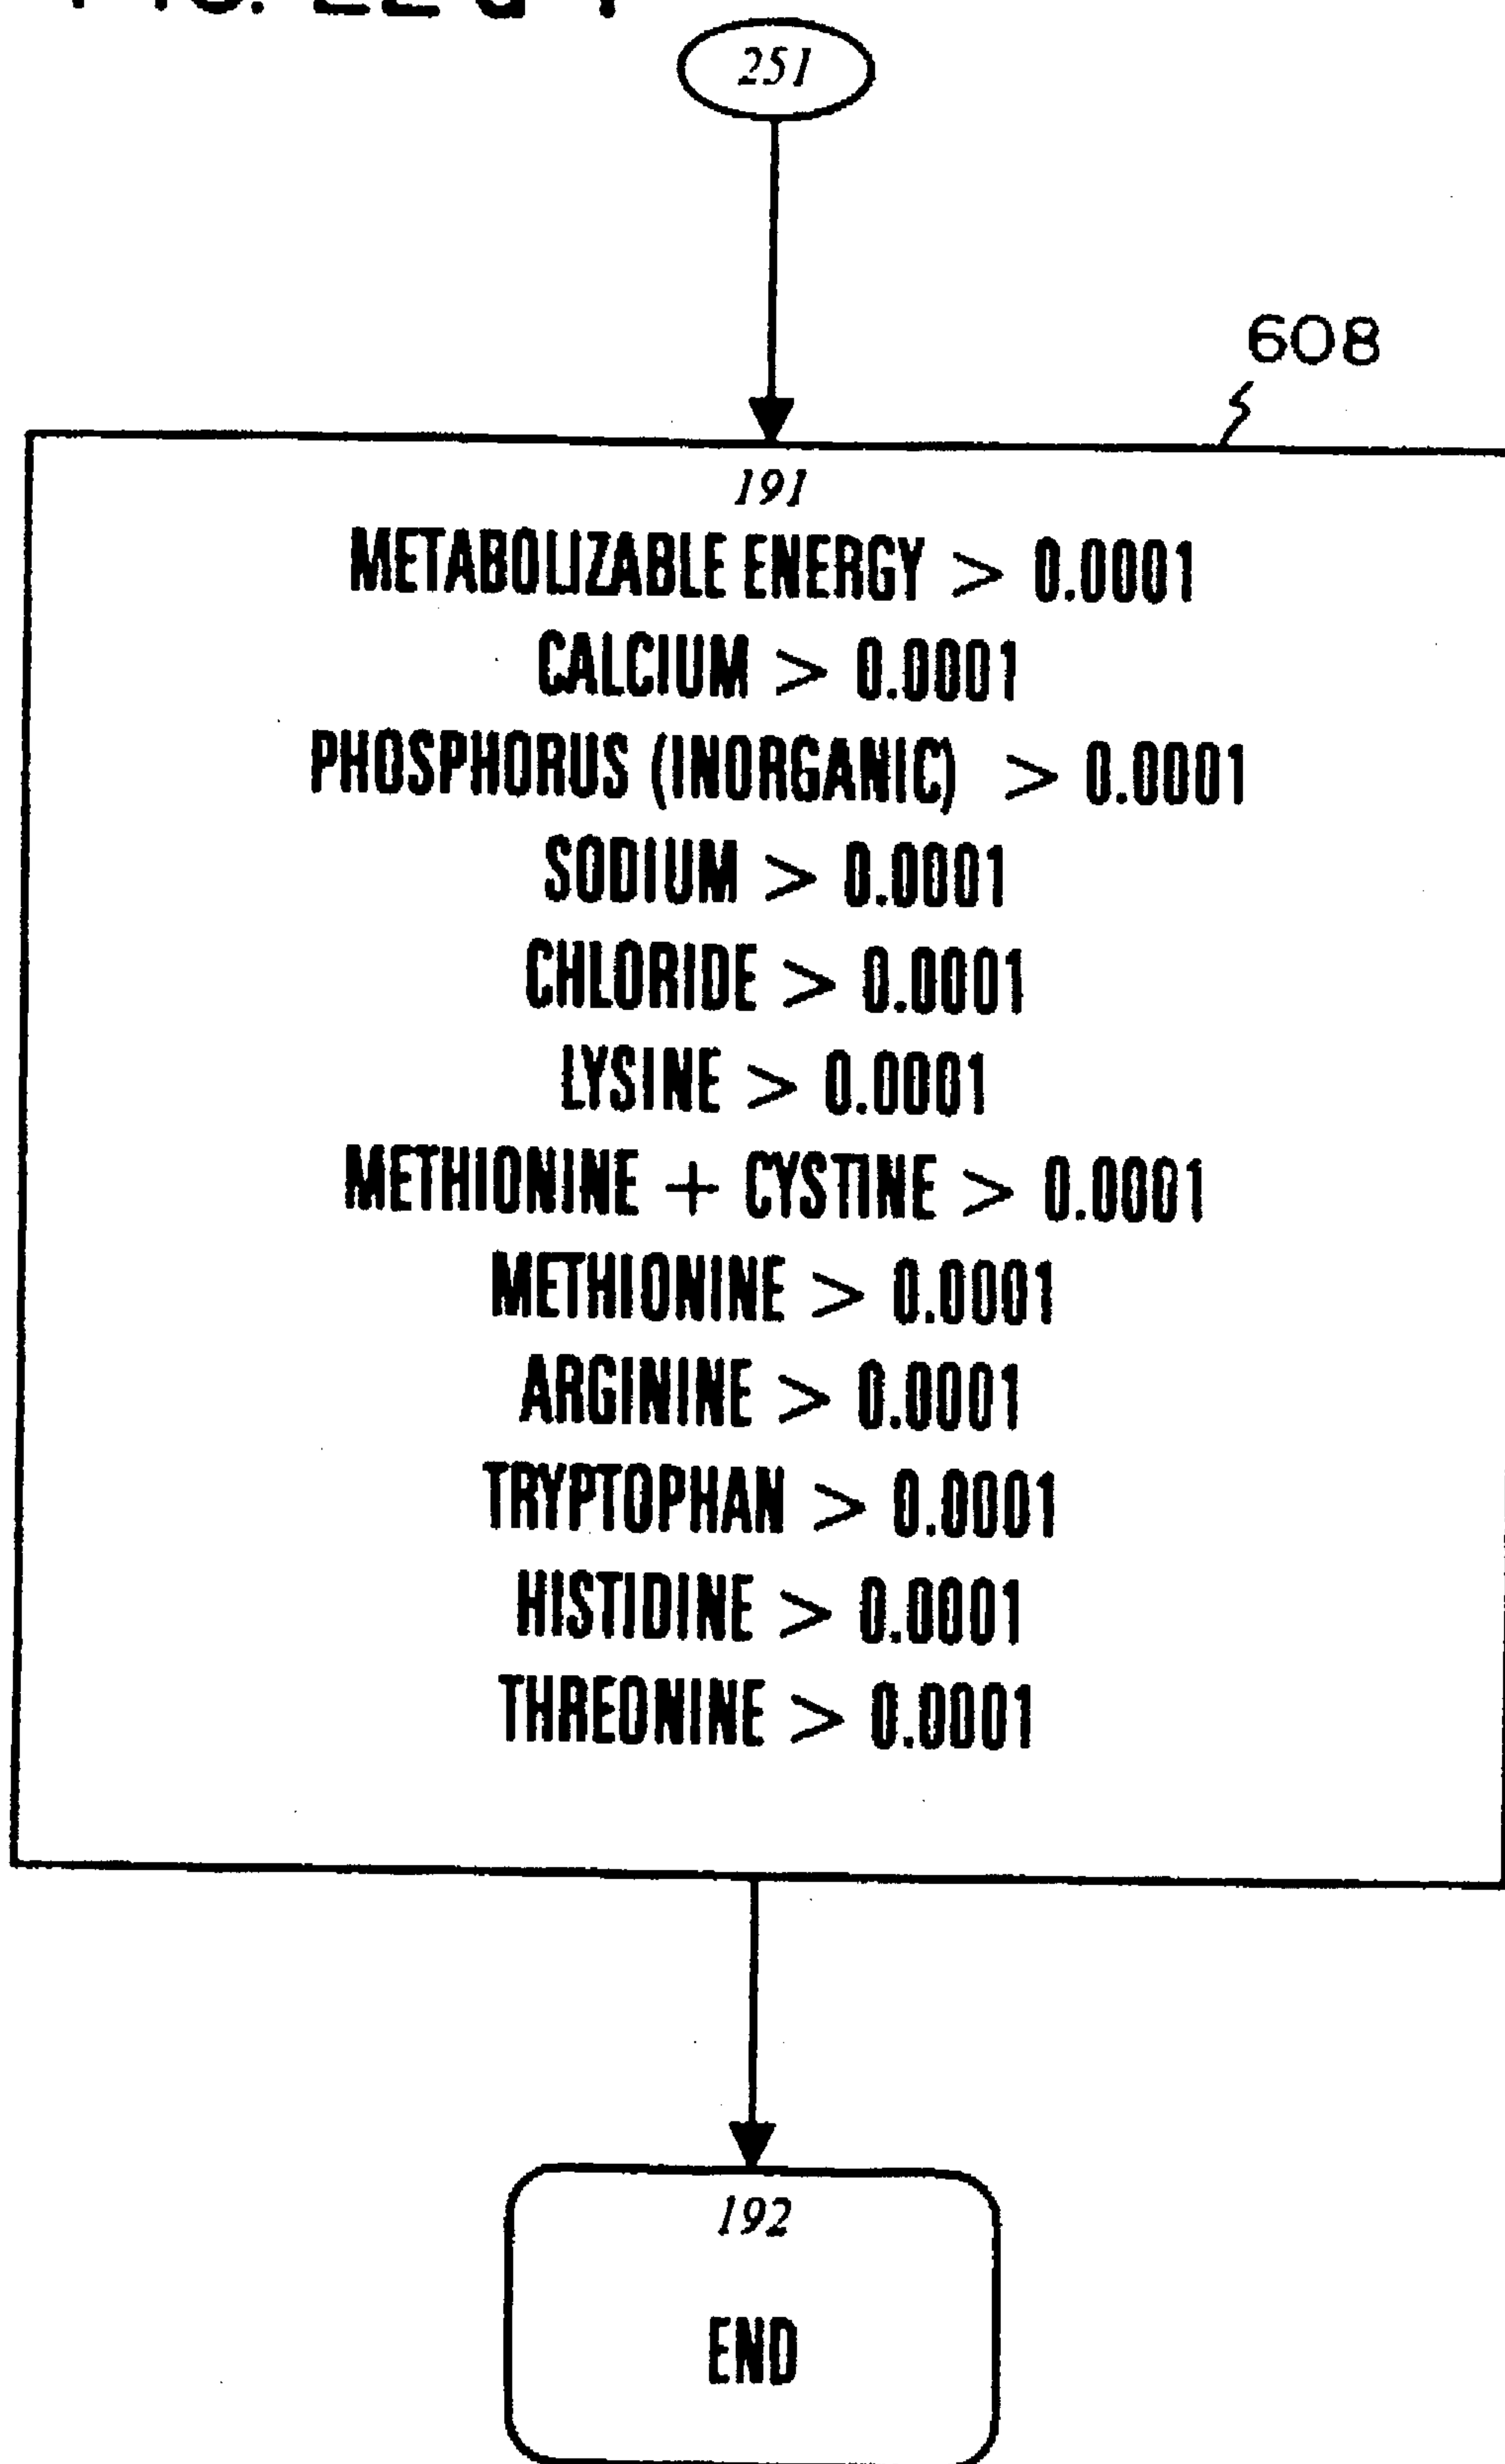 FIG. 22
251
608
191
METABOLIZABLE ENERGY > 0.0001
CALCIUM > 0.0001
PHOSPHORUS (INORGANIC) > 0.0001
SODIUM > 0.0001
CHLORIDE > 0.0001
LYSINE > 0.0001
METHIONINE + CYSTINE > 0.0001
METHIONINE > 0.0001
ARGININE > 0.0001
TRYPTOPHAN > 0.0001
HISTIDINE > 0.0001
THREONINE > 0.0001
192
END